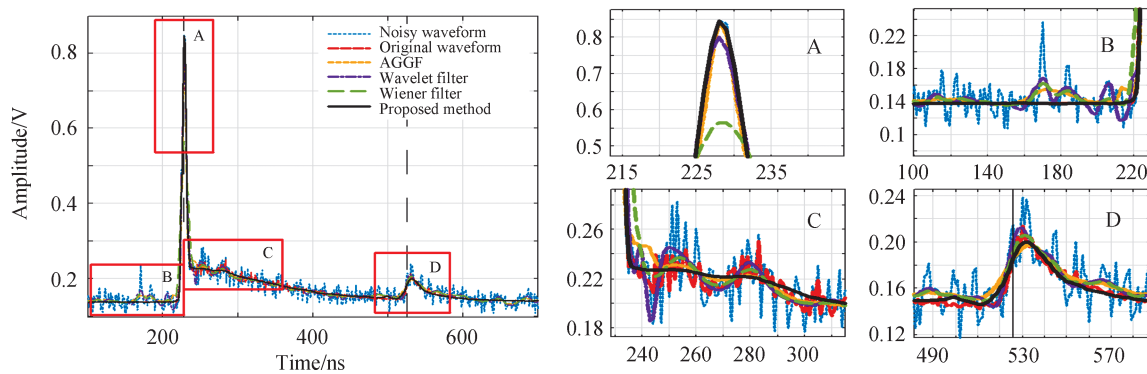 Amplitude/V
0.8
0.6
0.4
0.2
200
400
600
Time/ns
A
B
C
D
Noisy waveform
Original waveform
AGGF
Wavelet filter
Wiener filter
Proposed method
A
0.8
0.7
0.6
0.5
215
225
235
B
0.22
0.18
0.14
0.1
100
140
180
220
C
0.26
0.22
0.18
240
260
280
300
D
0.20
0.16
0.12
490
530
570